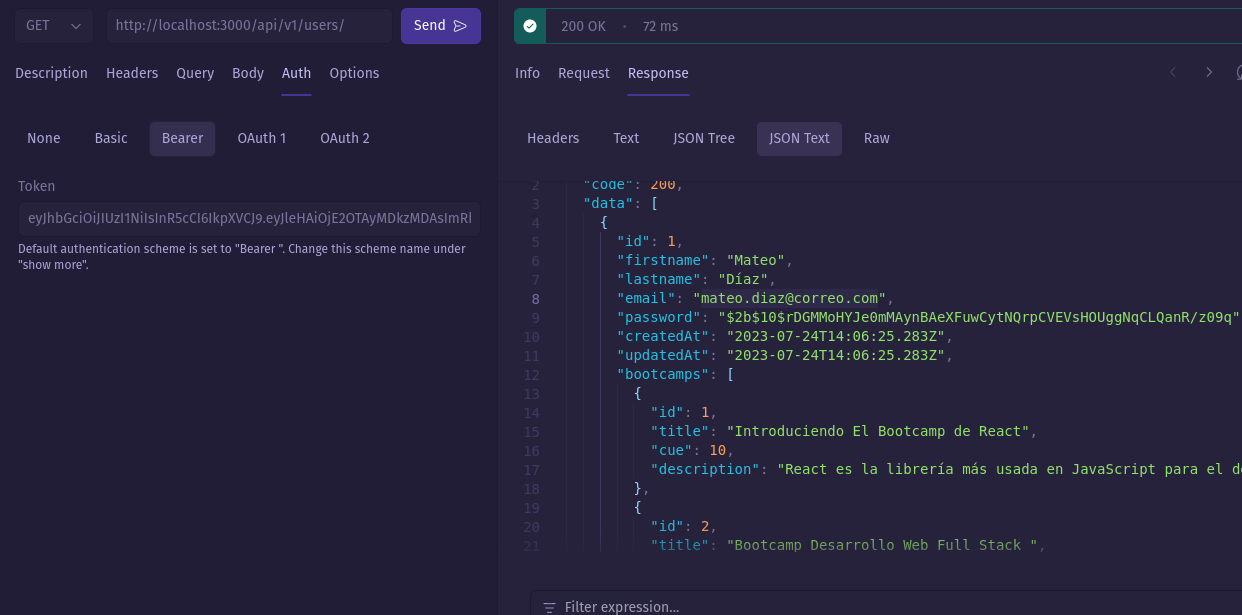 GET http://localhost:3000/api/v1/users/ Send
Description Headers Query Body Auth Options
None Basic Bearer OAuth 1 OAuth 2
Token
eyJhbGciOiJIUzI1NiIsInR5cCI6IkpXVCJ9.eyJleHAiOjE2OTAyMDkzMDAsImRl
Default authentication scheme is set to "Bearer ". Change this scheme name under
"show more".
200 OK · 72 ms
Info Request Response
Headers Text JSON Tree JSON Text Raw
2 "code": 200,
3 "data": [
4 {
5 "id": 1,
6 "firstname": "Mateo",
7 "lastname": "Díaz",
8 "email": "mateo.diaz@correo.com",
9 "password": "$2b$10$rDGMMoHYJe0mMAynBAeXFuwCytNQrpCVEVsHOUggNqCLQanR/z09q"
10 "createdAt": "2023-07-24T14:06:25.283Z",
11 "updatedAt": "2023-07-24T14:06:25.283Z",
12 "bootcamps": [
13 {
14 "id": 1,
15 "title": "Introduciendo El Bootcamp de React",
16 "cue": 10,
17 "description": "React es la librería más usada en JavaScript para el d
18 },
19 {
20 "id": 2,
21 "title": "Bootcamp Desarrollo Web Full Stack ",
Filter expression...